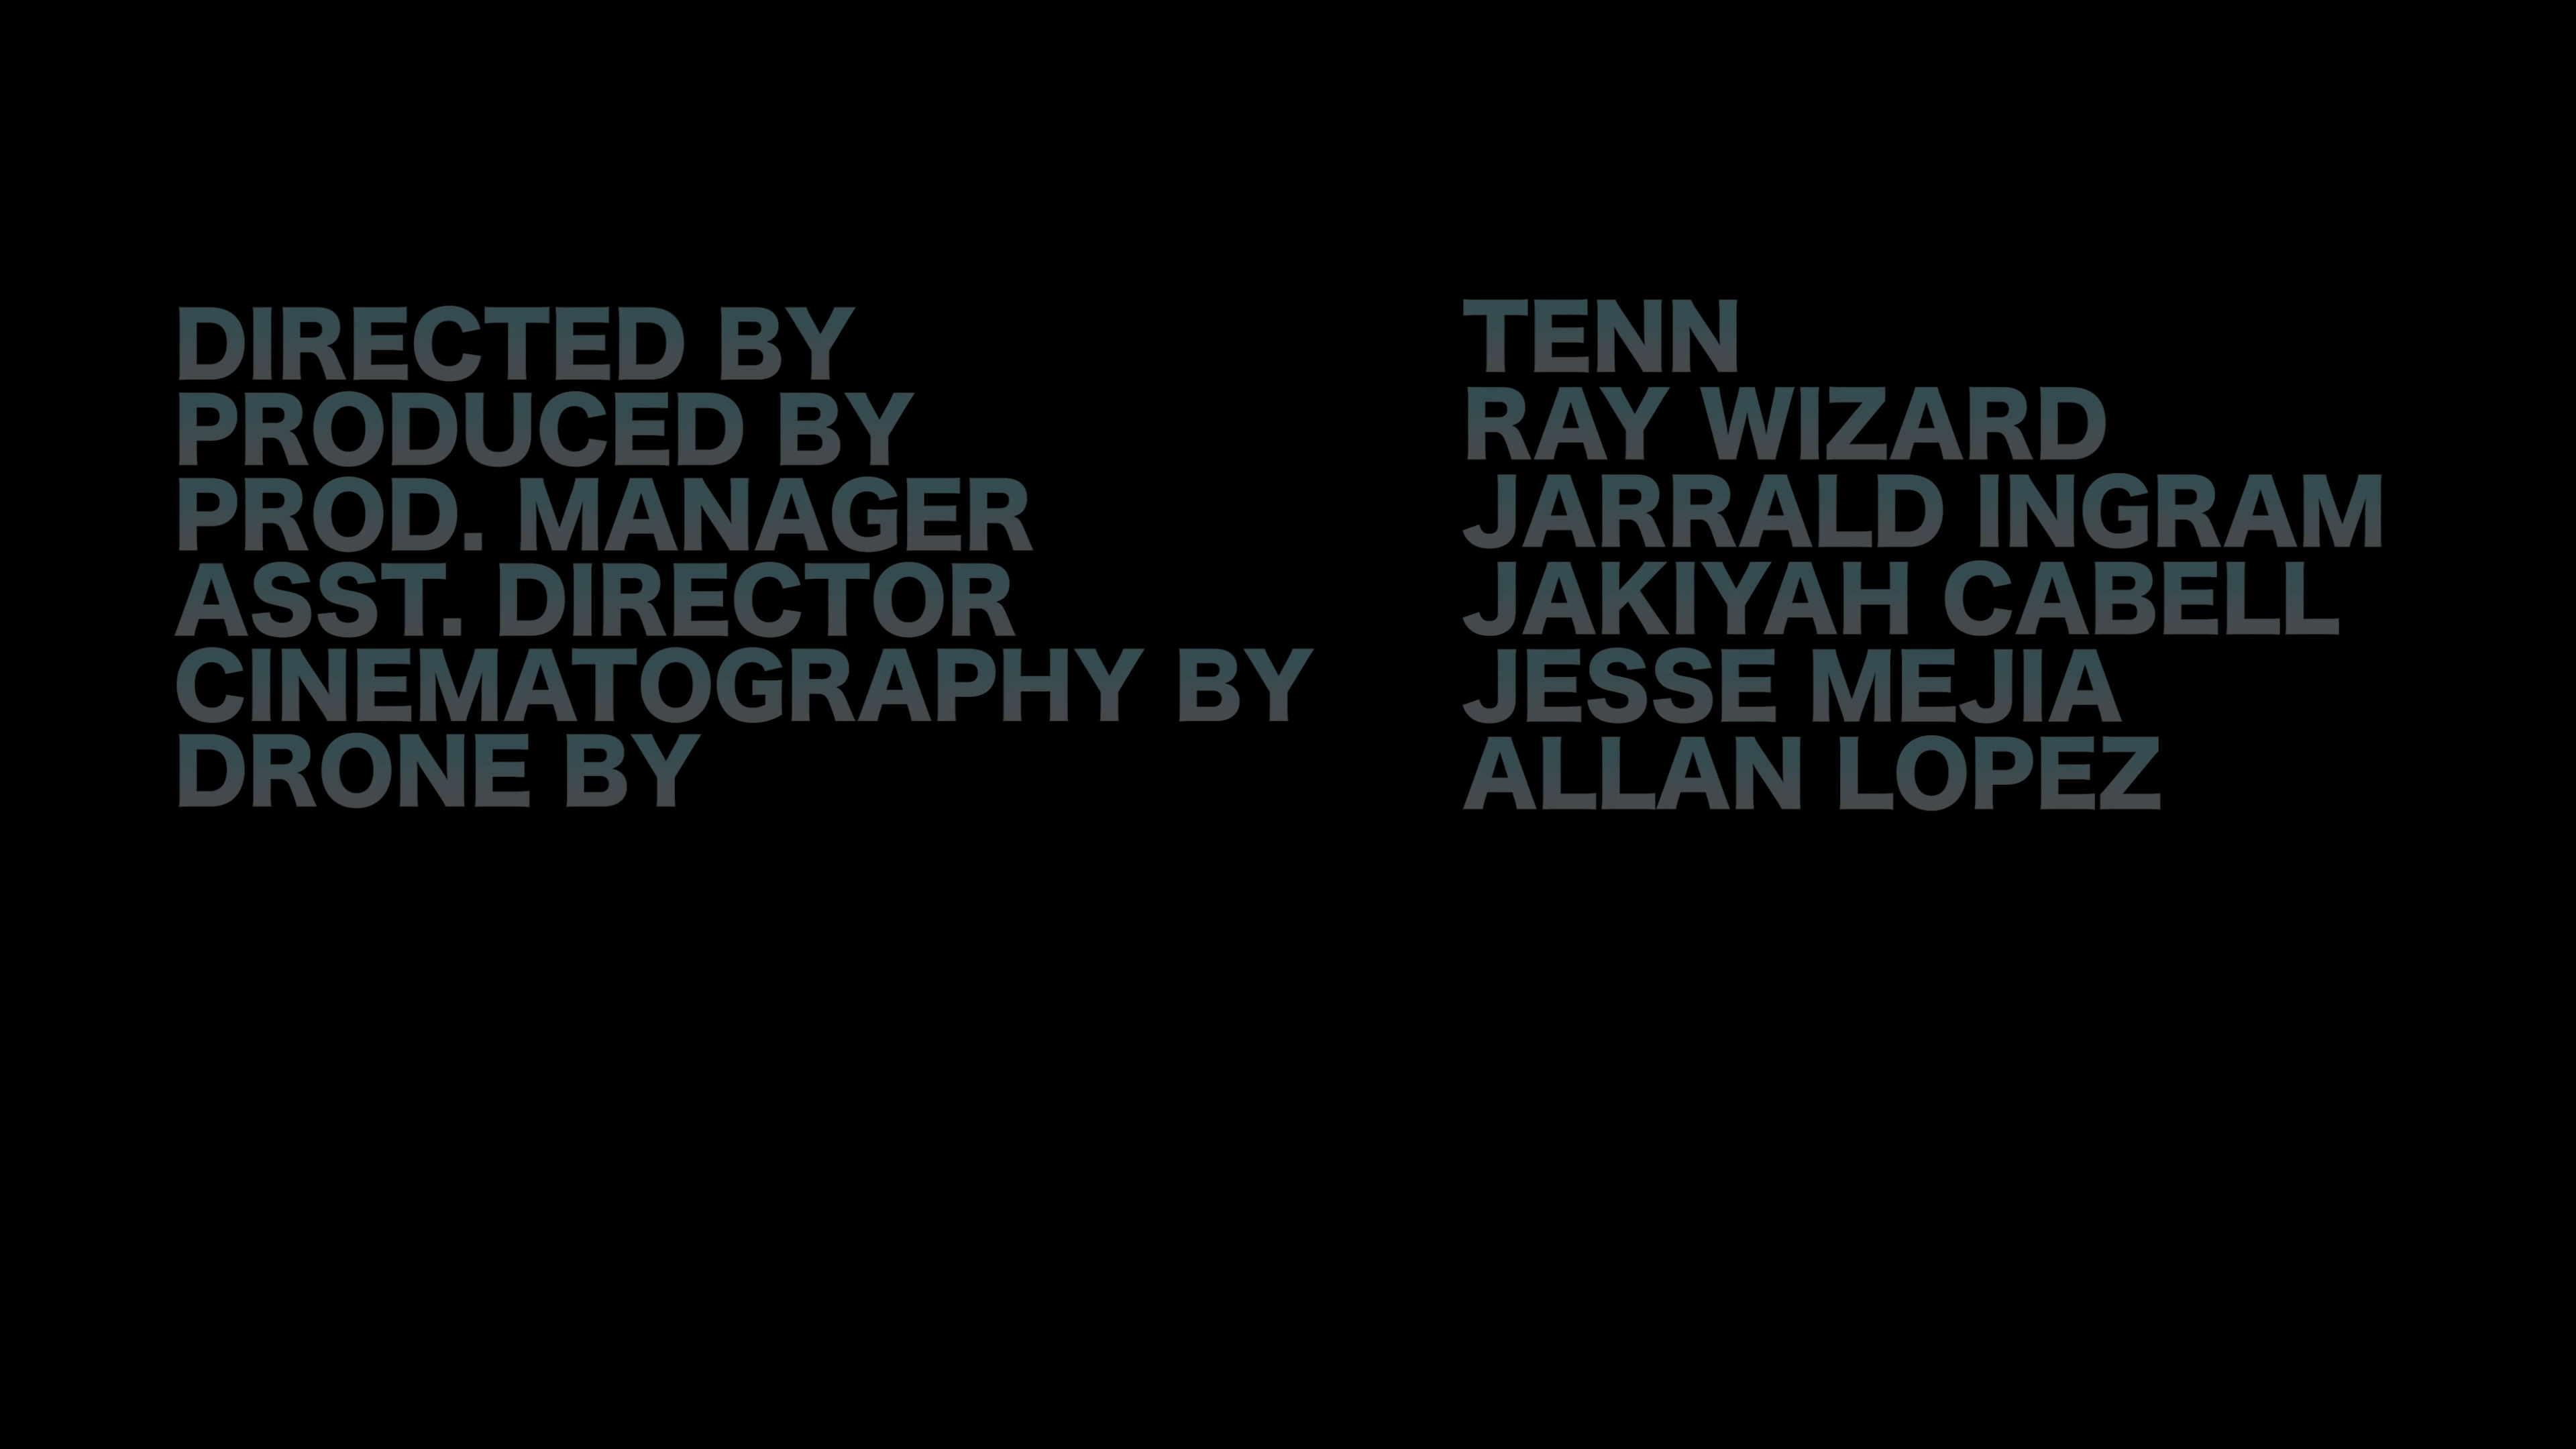 DIRECTED BY TENN
PRODUCED BY RAY WIZARD
PROD. MANAGER JARRALD INGRAM
ASST. DIRECTOR JAKIYAH CABELL
CINEMATOGRAPHY BY JESSE MEJIA
DRONE BY ALLAN LOPEZ